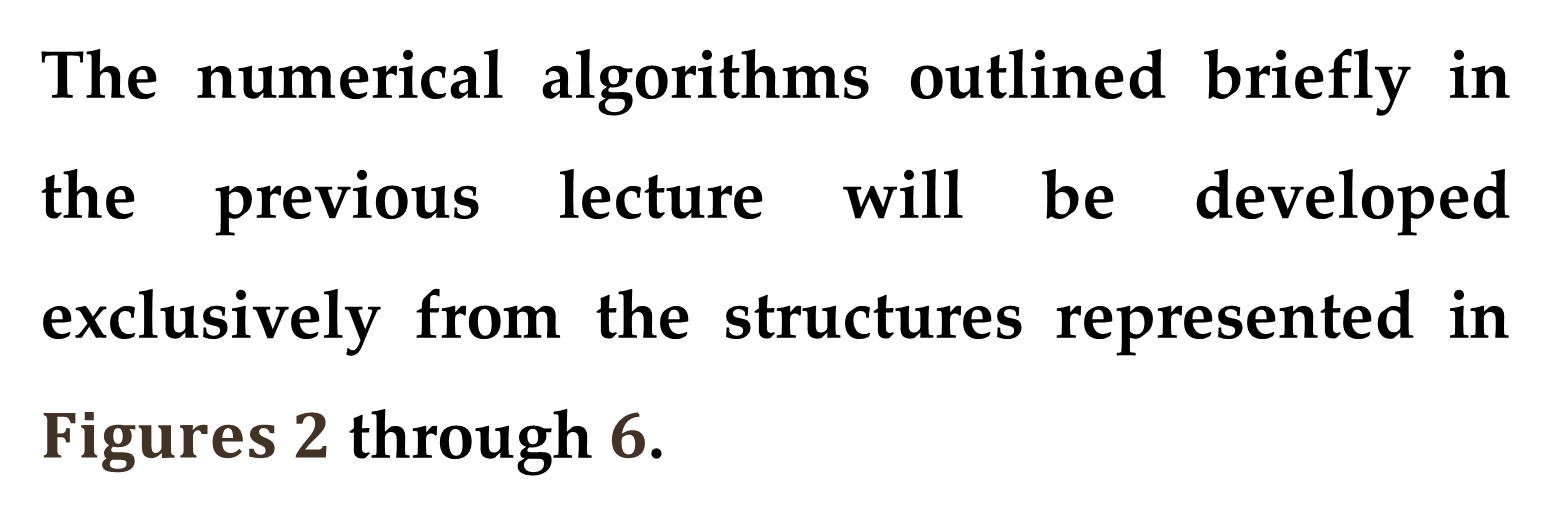 The numerical algorithms outlined briefly in
the previous lecture will be developed
exclusively from the structures represented in
Figures 2 through 6.